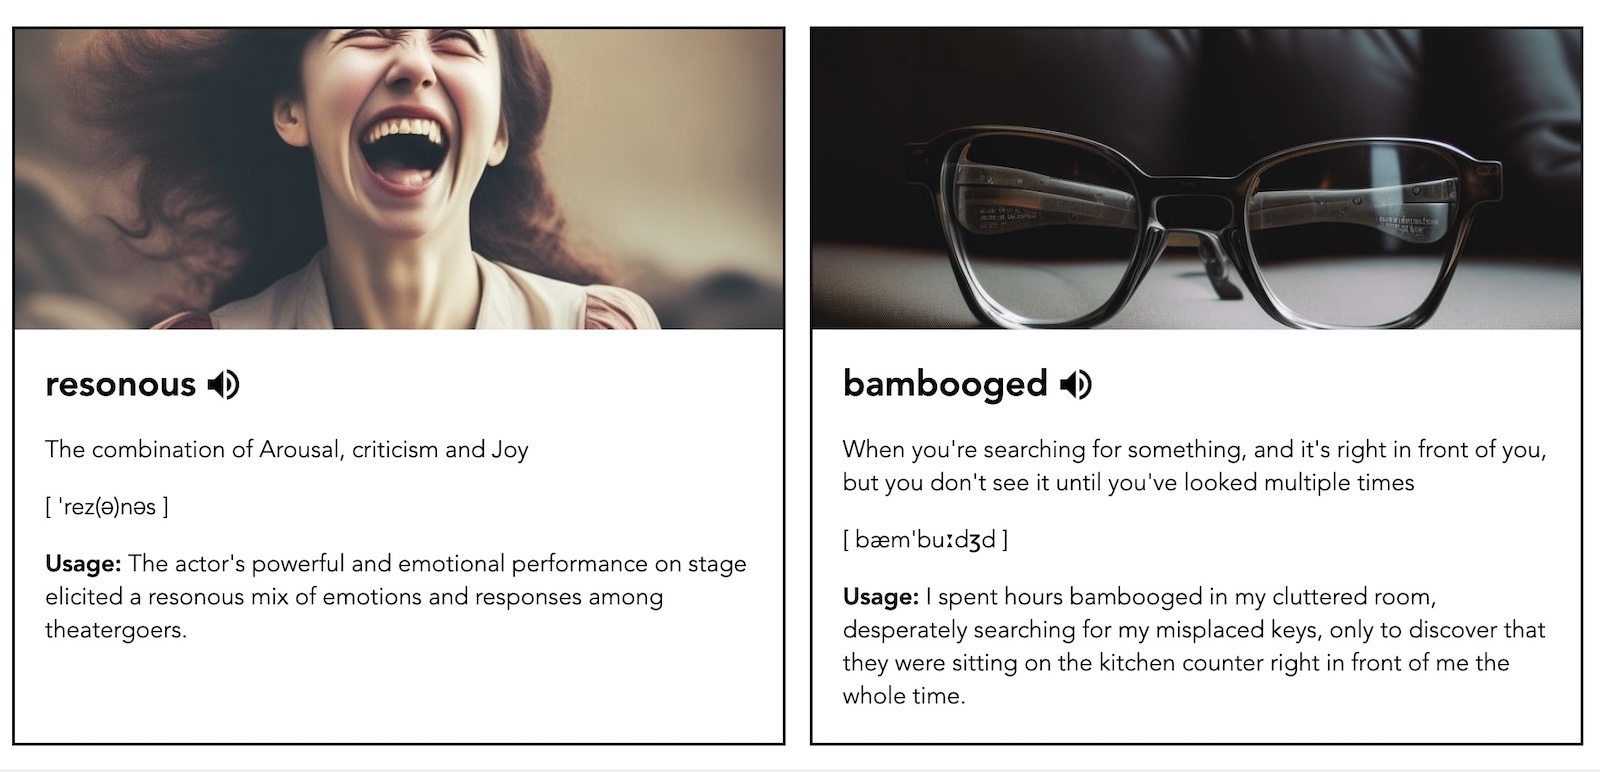 resonous
The combination of Arousal, criticism and Joy
[ 'rez(ə)nəs ]
Usage: The actor's powerful and emotional performance on stage
elicited a resonous mix of emotions and responses among
theatergoers.
bambooged
When you're searching for something, and it's right in front of you,
but you don't see it until you've looked multiple times
[ bæm'buːdʒd ]
Usage: I spent hours bambooged in my cluttered room,
desperately searching for my misplaced keys, only to discover that
they were sitting on the kitchen counter right in front of me the
whole time.